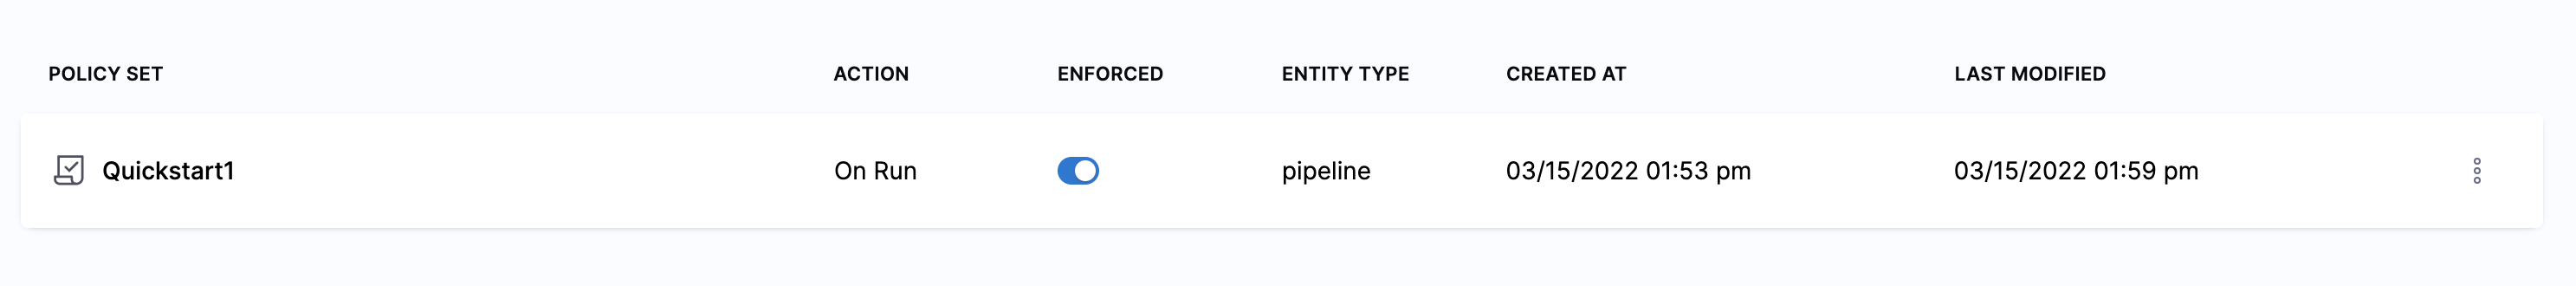 POLICY SET ACTION ENFORCED ENTITY TYPE CREATED AT LAST MODIFIED
Quickstart1 On Run pipeline 03/15/2022 01:53 pm 03/15/2022 01:59 pm